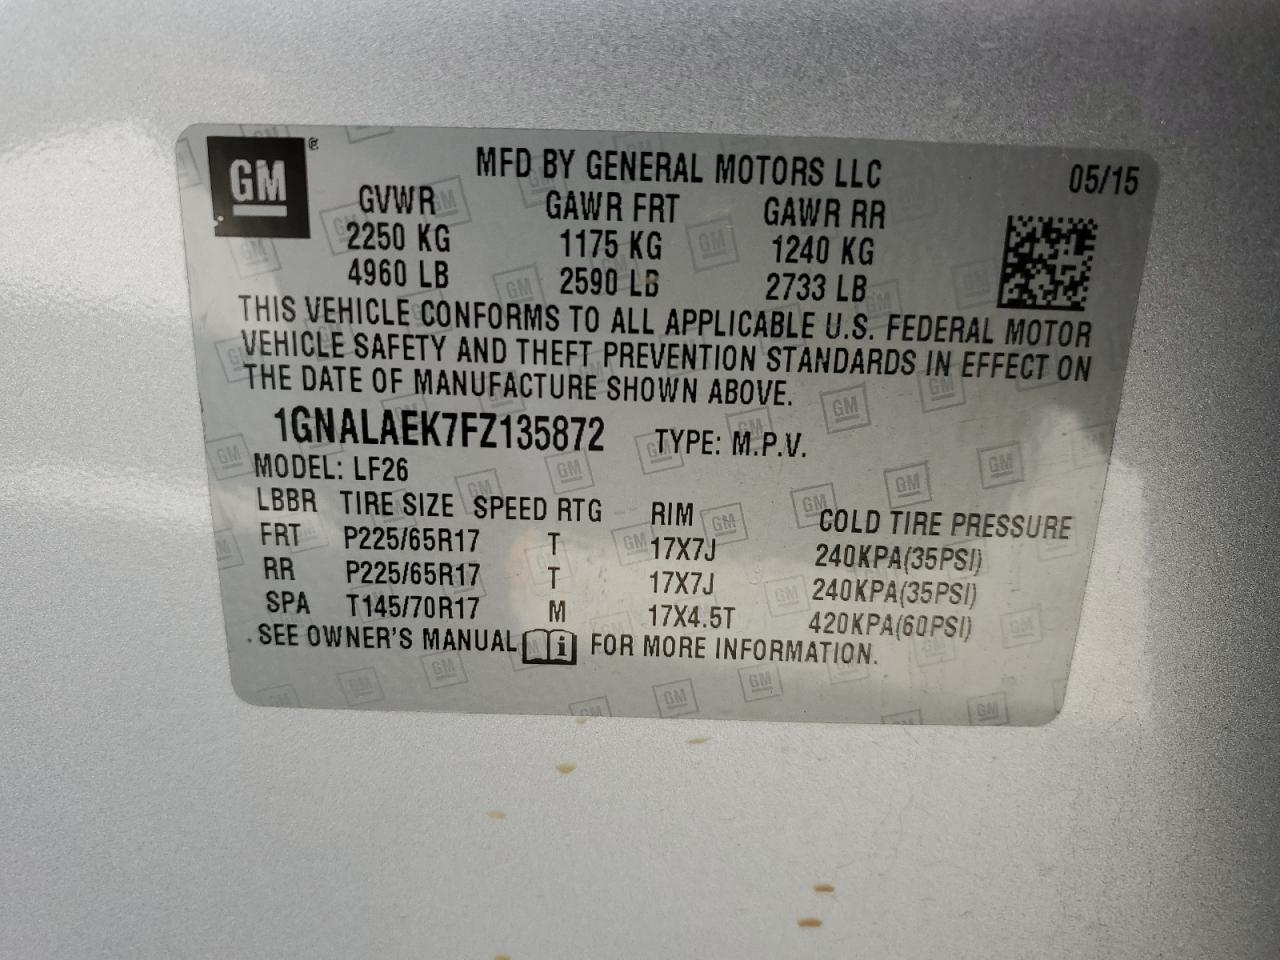 GM ® MFD BY GENERAL MOTORS LLC 05/15
GVWR GAWR FRT GAWR RR
2250 KG 1175 KG 1240 KG
4960 LB 2590 LB 2733 LB
THIS VEHICLE CONFORMS TO ALL APPLICABLE U.S. FEDERAL MOTOR
VEHICLE SAFETY AND THEFT PREVENTION STANDARDS IN EFFECT ON
THE DATE OF MANUFACTURE SHOWN ABOVE.
1GNALAEK7FZ135872 TYPE: M.P.V.
MODEL: LF26
LBBR TIRE SIZE SPEED RTG RIM COLD TIRE PRESSURE
FRT P225/65R17 T 17X7J 240KPA(35PSI)
RR P225/65R17 T 17X7J 240KPA(35PSI)
SPA T145/70R17 M 17X4.5T 420KPA(60PSI)
SEE OWNER'S MANUAL i FOR MORE INFORMATION.